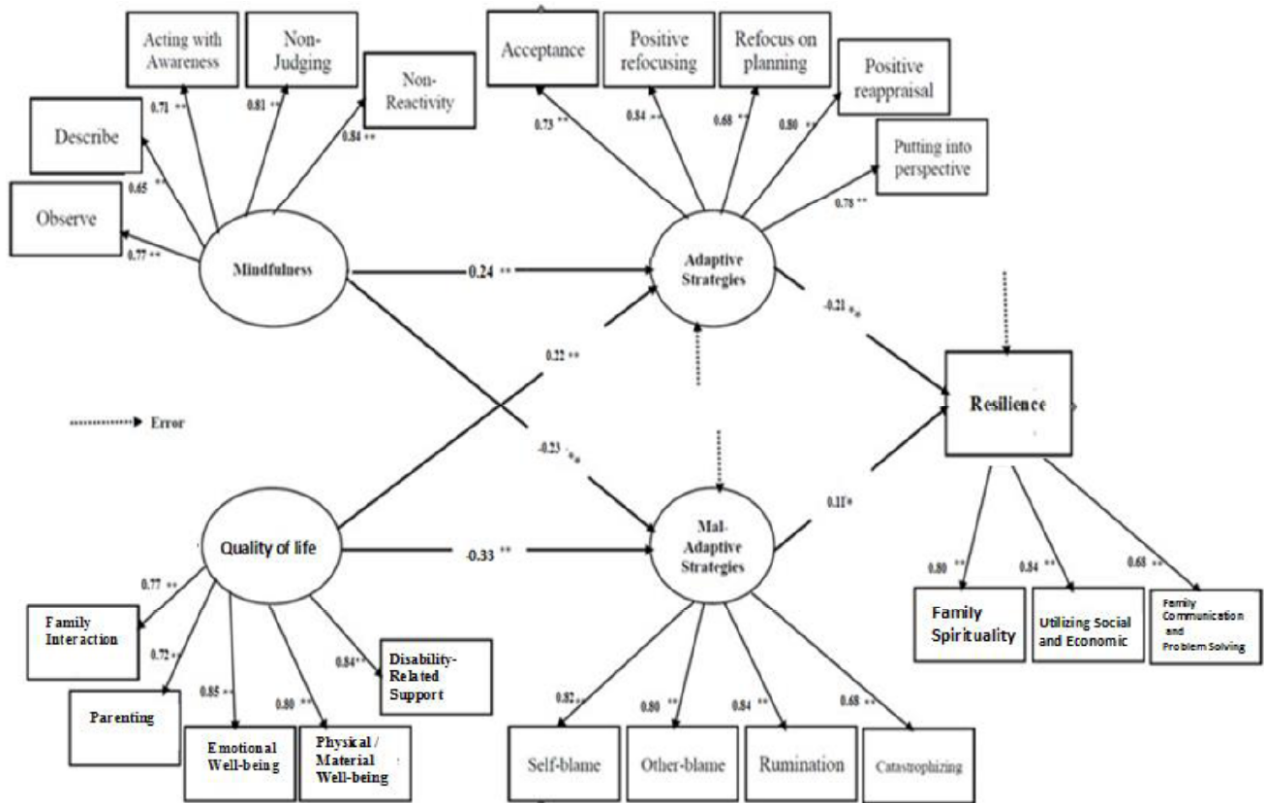 Acting with
Awareness
Non-
Judging
Non-
Reactivity
Describe
Observe
0.71 **
0.81 **
0.84 **
0.65 **
0.77 **
Mindfulness
Acceptance
Positive
refocusing
Refocus on
planning
Positive
reappraisal
Putting into
perspective
0.73 **
0.84 **
0.68 **
0.80 **
0.78 **
Adaptive
Strategies
0.24 **
0.22 **
-0.23 **
-0.33 **
-0.21 **
0.11*
Error
Resilience
0.80 **
0.84 **
0.68 **
Family
Spirituality
Utilizing Social
and Economic
Family
Communication
and
Problem Solving
Quality of life
0.77 **
0.72**
0.85 **
0.80 **
0.84**
Family
Interaction
Parenting
Emotional
Well-being
Physical /
Material
Well-being
Disability-
Related
Support
Mal-
Adaptive
Strategies
0.82**
0.80 **
0.84 **
0.68 **
Self-blame
Other-blame
Rumination
Catastrophizing